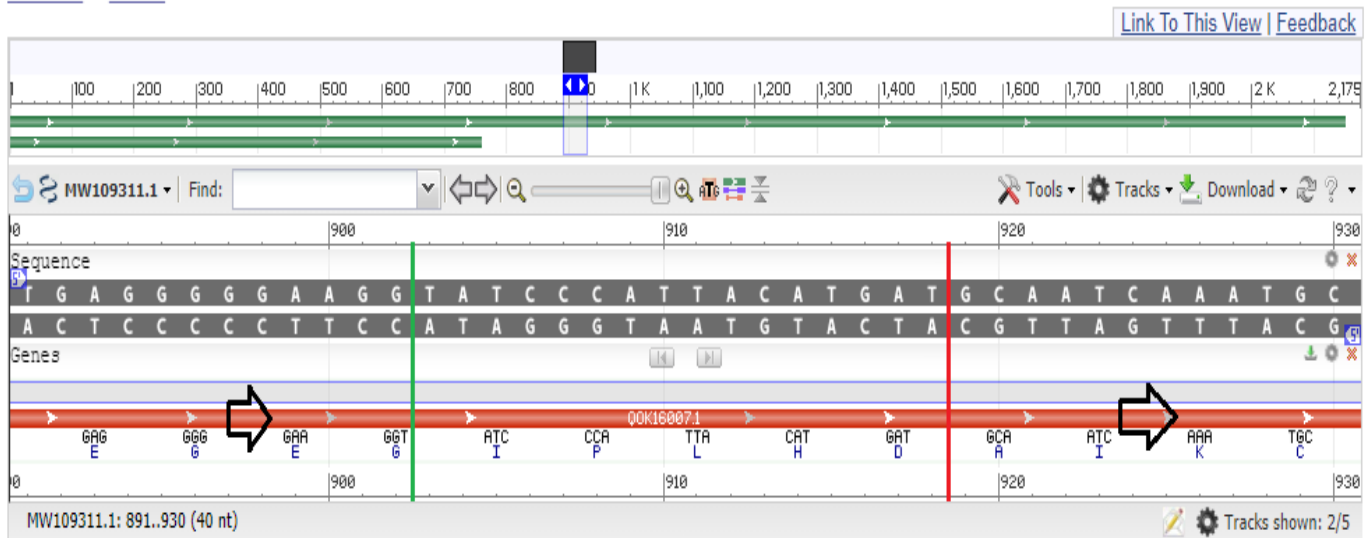 Link To This View | Feedback
100 200 300 400 500 600 700 800 0 1 K 1,100 1,200 1,300 1,400 1,500 1,600 1,700 1,800 1,900 2 K 2,175
MW109311.1 Find: ATG Tools Tracks Download ?
0 900 910 920 930
Sequence
5'
T G A G G G G G A A G G T A T C C C A T T A C A T G A T G C A A T C A A A T G C
A C T C C C C C T T C C A T A G G G T A A T G T A C T A C G T T A G T T T A C G
5'
Genes
QOK16007.1
GAG GGG GAA GGT ATC CCA TTA CAT GAT GCA ATC AAA TGC
E G E G I P L H D A I K C
0 900 910 920 930
MW109311.1: 891..930 (40 nt) Tracks shown: 2/5